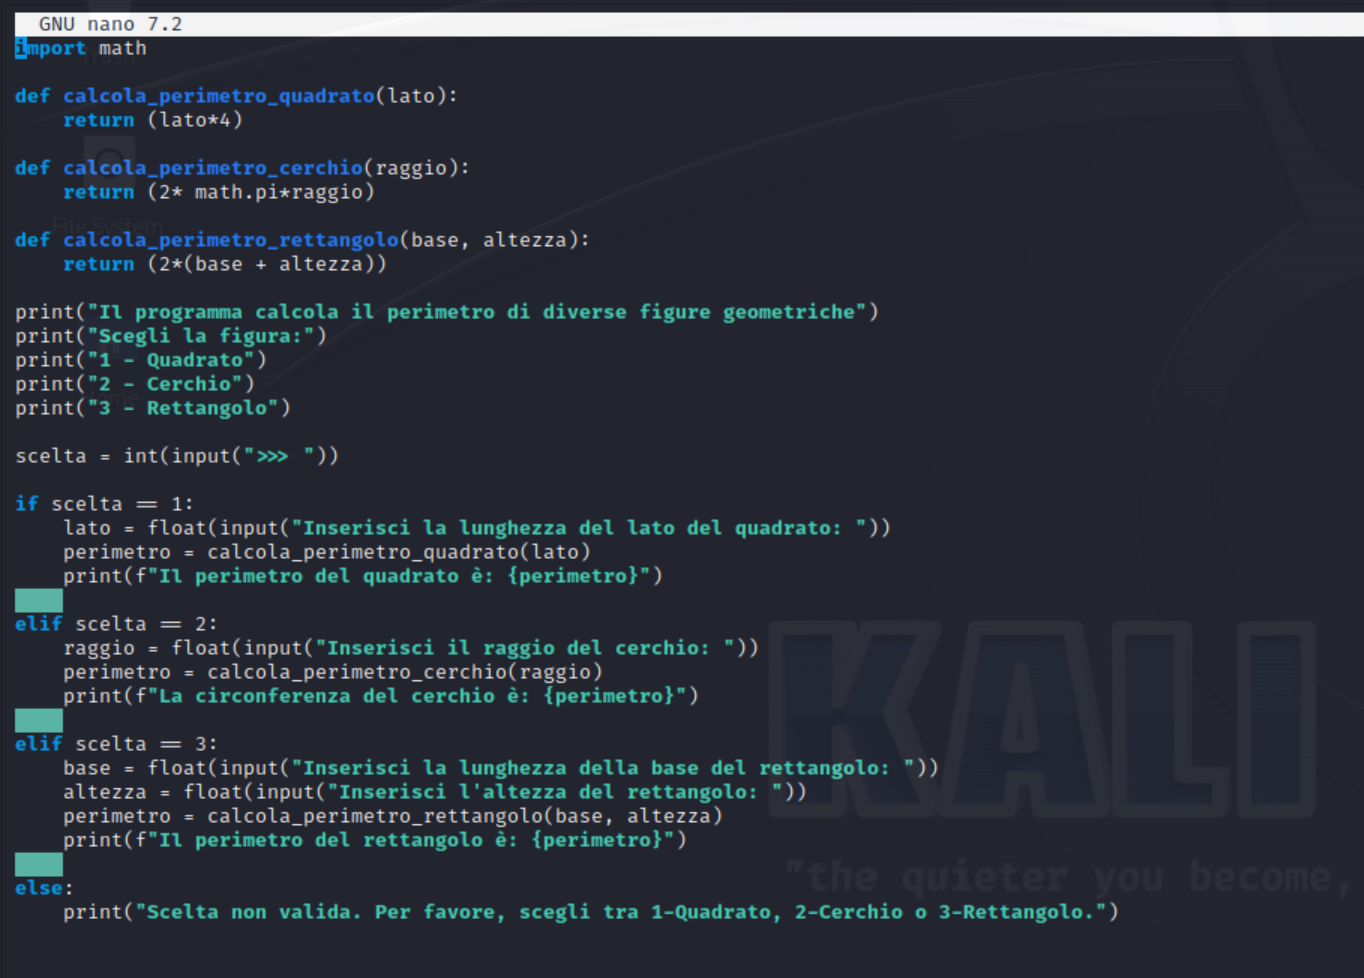 GNU nano 7.2
import math
def calcola_perimetro_quadrato(lato):
    return (lato*4)
def calcola_perimetro_cerchio(raggio):
    return (2* math.pi*raggio)
def calcola_perimetro_rettangolo(base, altezza):
    return (2*(base + altezza))
print("Il programma calcola il perimetro di diverse figure geometriche")
print("Scegli la figura:")
print("1 - Quadrato")
print("2 - Cerchio")
print("3 - Rettangolo")
scelta = int(input(">>> "))
if scelta == 1:
    lato = float(input("Inserisci la lunghezza del lato del quadrato: "))
    perimetro = calcola_perimetro_quadrato(lato)
    print(f"Il perimetro del quadrato è: {perimetro}")
elif scelta == 2:
    raggio = float(input("Inserisci il raggio del cerchio: "))
    perimetro = calcola_perimetro_cerchio(raggio)
    print(f"La circonferenza del cerchio è: {perimetro}")
elif scelta == 3:
    base = float(input("Inserisci la lunghezza della base del rettangolo: "))
    altezza = float(input("Inserisci l'altezza del rettangolo: "))
    perimetro = calcola_perimetro_rettangolo(base, altezza)
    print(f"Il perimetro del rettangolo è: {perimetro}")
else:
    print("Scelta non valida. Per favore, scegli tra 1-Quadrato, 2-Cerchio o 3-Rettangolo.")
Trash
File System
KALI
"the quieter you become,